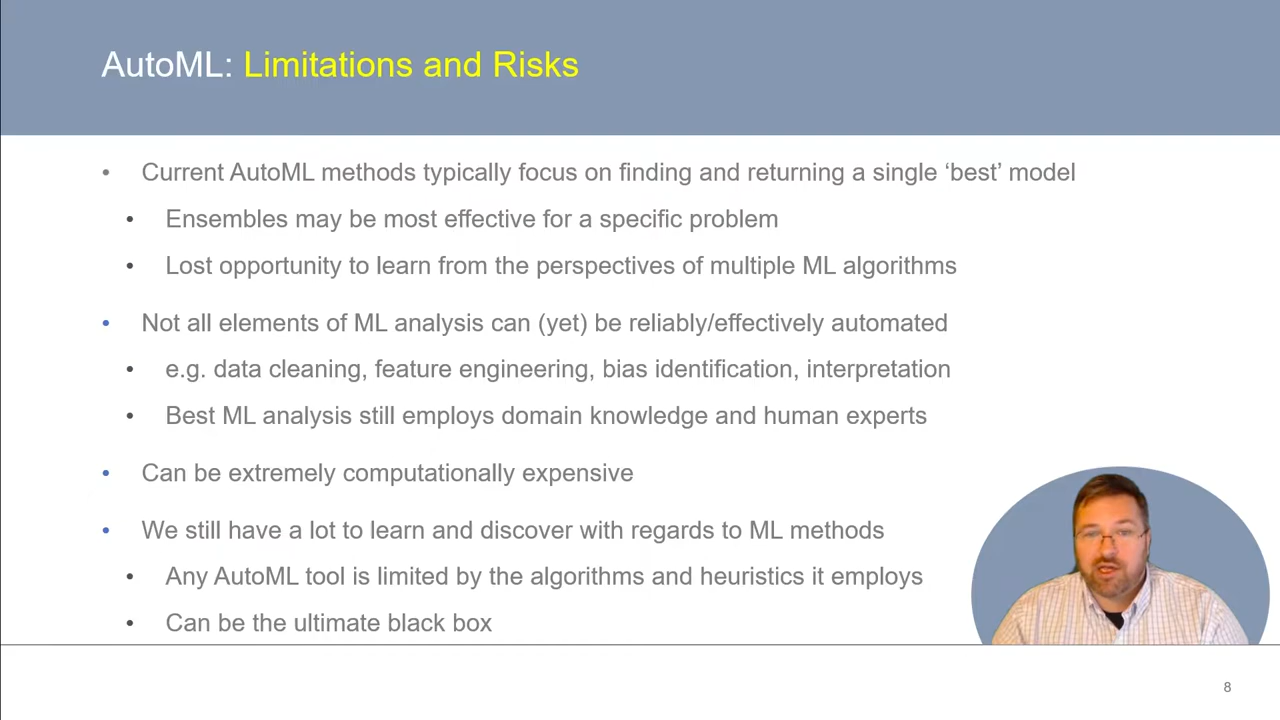 AutoML: Limitations and Risks
• Current AutoML methods typically focus on finding and returning a single ‘best’ model
• Ensembles may be most effective for a specific problem
• Lost opportunity to learn from the perspectives of multiple ML algorithms
• Not all elements of ML analysis can (yet) be reliably/effectively automated
• e.g. data cleaning, feature engineering, bias identification, interpretation
• Best ML analysis still employs domain knowledge and human experts
• Can be extremely computationally expensive
• We still have a lot to learn and discover with regards to ML methods
• Any AutoML tool is limited by the algorithms and heuristics it employs
• Can be the ultimate black box
8